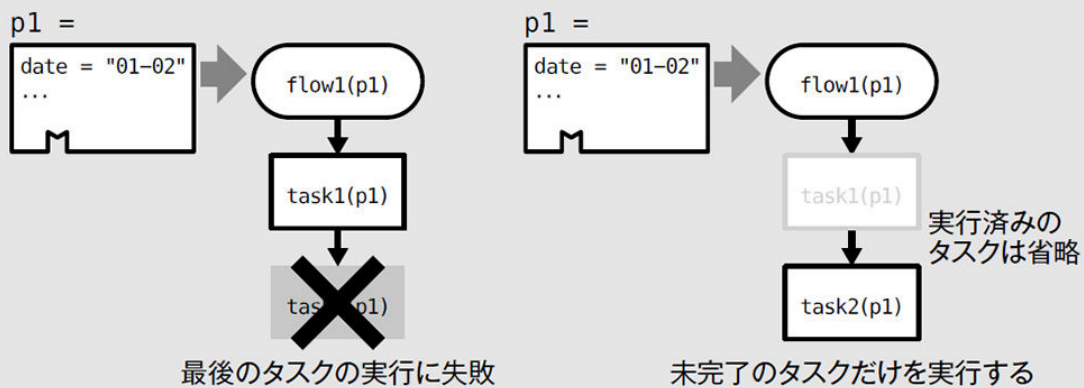 p1 =
date = "01-02"
...
flow1(p1)
task1(p1)
p1)
最後のタスクの実行に失敗
p1 =
date = "01-02"
...
flow1(p1)
task1(p1)
実行済みの
タスクは省略
task2(p1)
未完了のタスクだけを実行する